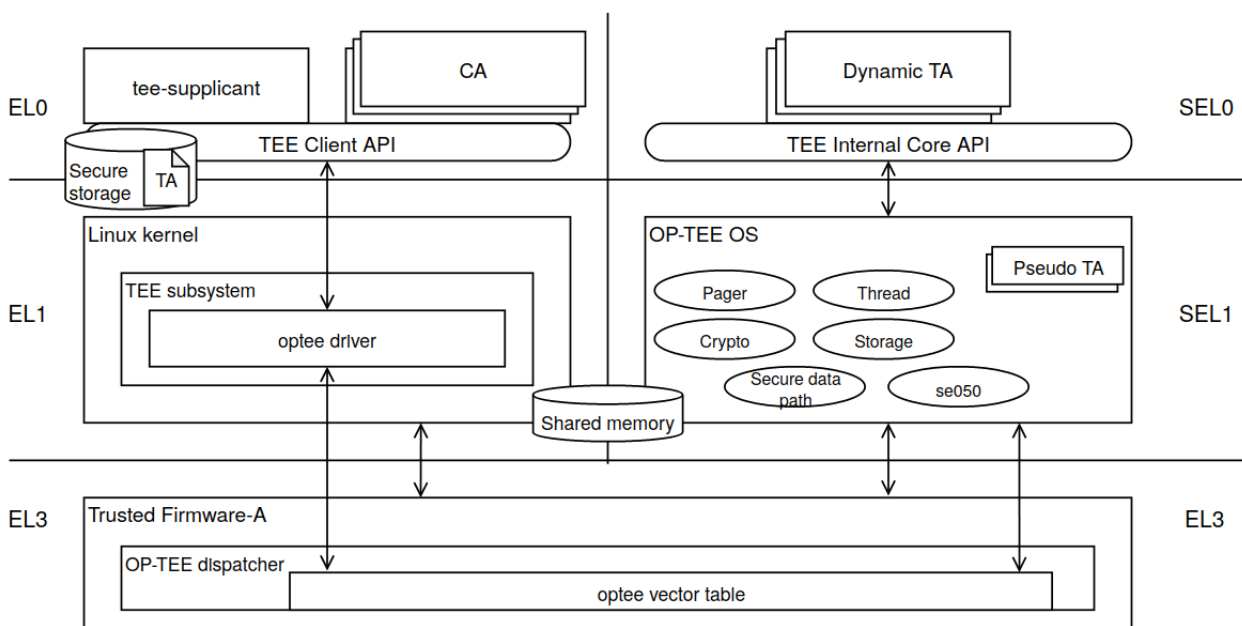 tee-supplicant
CA
Dynamic TA
EL0
SEL0
TEE Client API
TEE Internal Core API
Secure
storage
TA
Linux kernel
OP-TEE OS
TEE subsystem
Pseudo TA
Pager
Thread
EL1
SEL1
optee driver
Crypto
Storage
Secure data
path
se050
Shared memory
EL3
Trusted Firmware-A
EL3
OP-TEE dispatcher
optee vector table